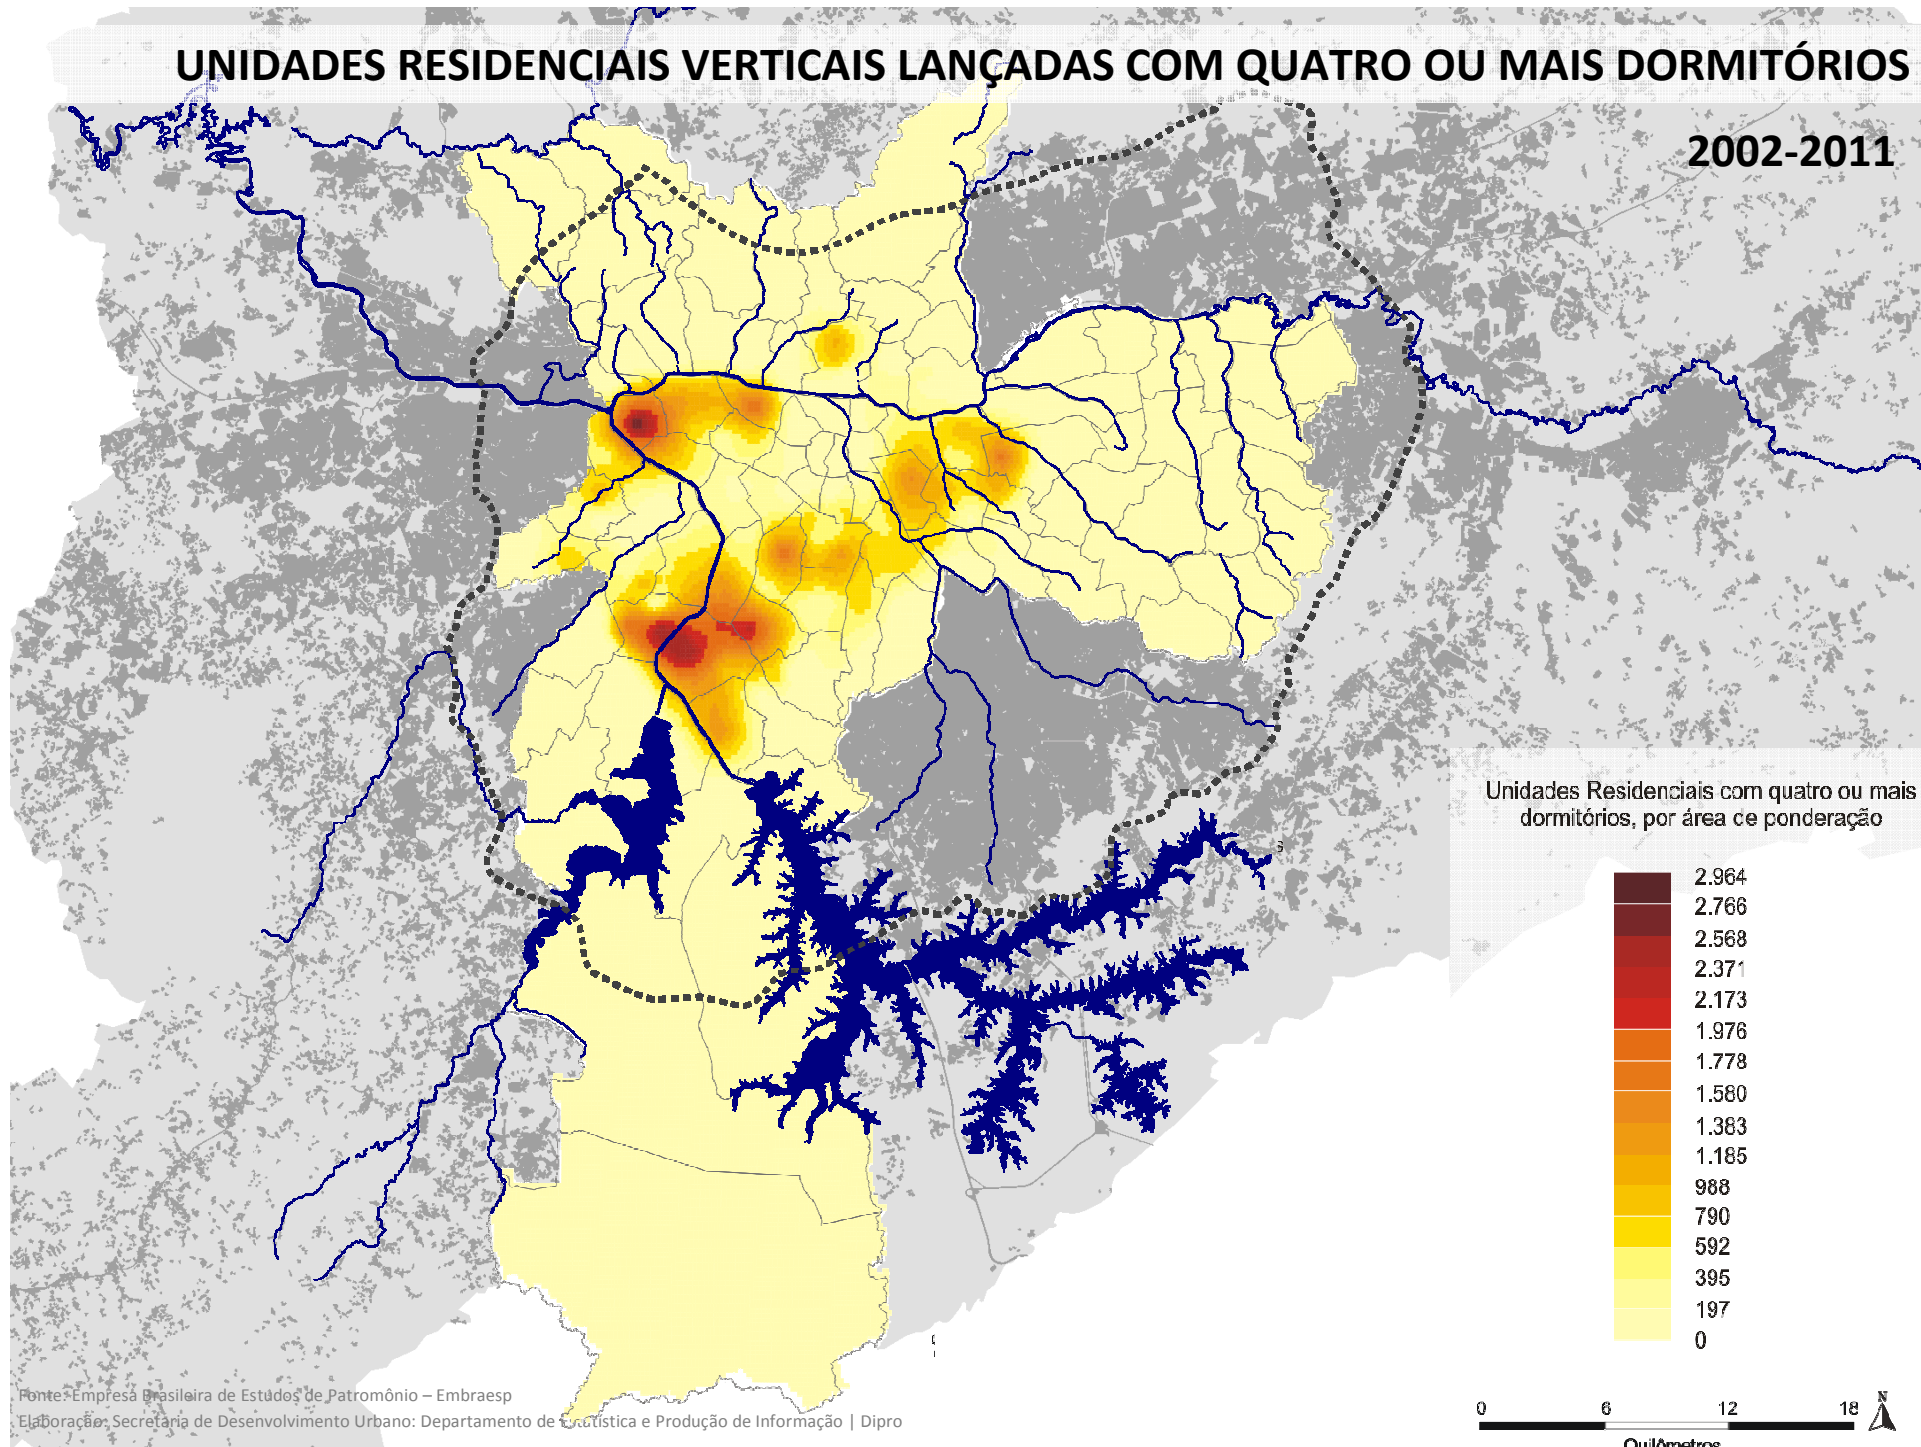 UNIDADES RESIDENCIAIS VERTICAIS LANÇADAS COM QUATRO OU MAIS DORMITÓRIOS
2002-2011
Unidades Residenciais com quatro ou mais
dormitórios, por área de ponderação
2.964
2.766
2.568
2.371
2.173
1.976
1.778
1.580
1.383
1.185
988
790
592
395
197
0
Fonte: Empresa Brasileira de Estudos de Patromônio – Embraesp
Elaboração: Secretaria de Desenvolvimento Urbano: Departamento de Estatística e Produção de Informação | Dipro
0 6 12 18
N
Quilômetros